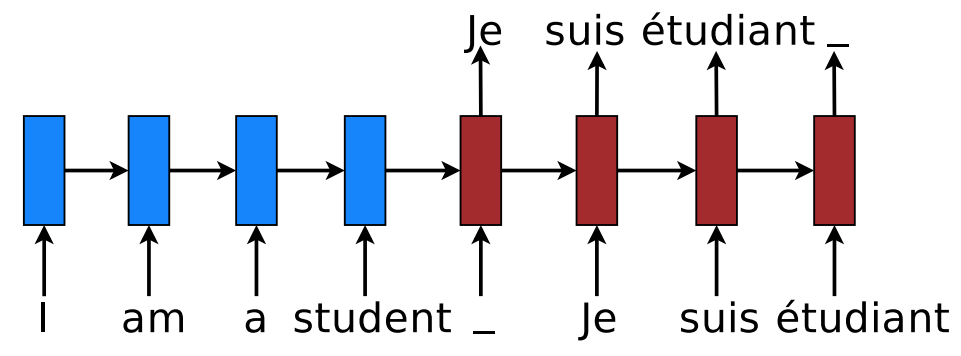 Je suis étudiant _
I am a student _ Je suis étudiant